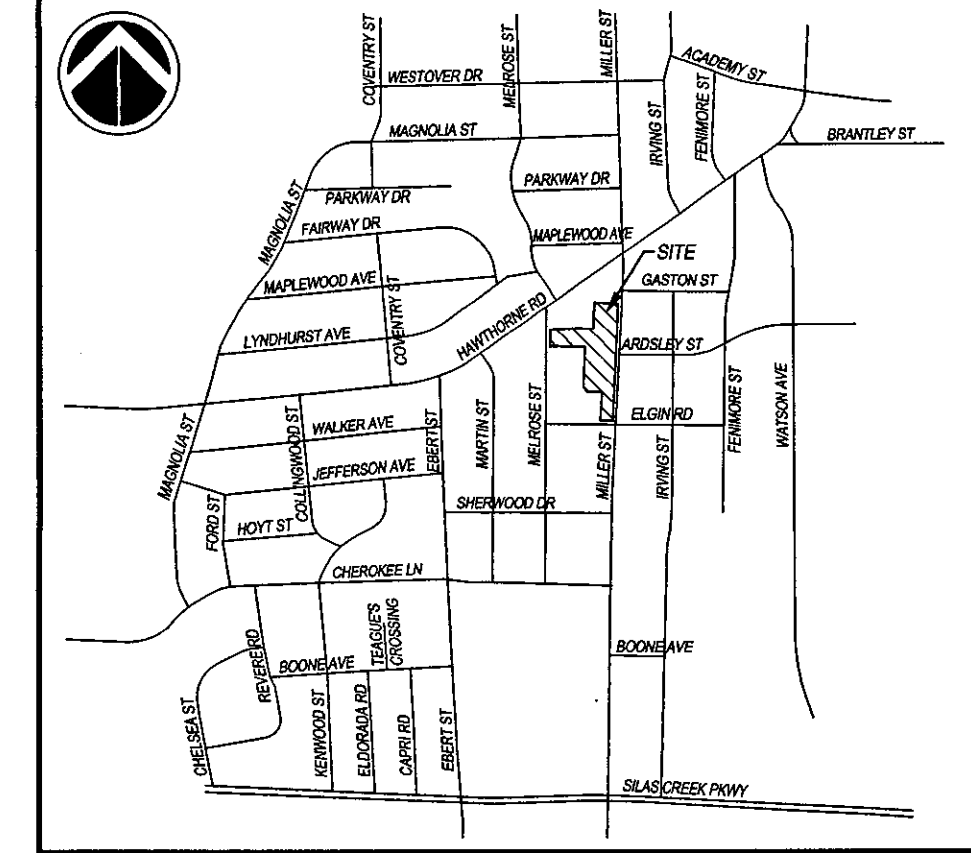 COVENTRY ST
MELROSE ST
MILLER ST
ACADEMY ST
WESTOVER DR
IRVING ST
FENIMORE ST
MAGNOLIA ST
BRANTLEY ST
PARKWAY DR
PARKWAY DR
MAGNOLIA ST
FAIRWAY DR
MAPLEWOOD AVE
SITE
MAPLEWOOD AVE
GASTON ST
COVENTRY ST
HAWTHORNE RD
LYNDHURST AVE
ARDSLEY ST
FENIMORE ST
WATSON AVE
ELGIN RD
WALKER AVE
COLLINGWOOD ST
EBERT ST
MARTIN ST
MELROSE ST
MILLER ST
IRVING ST
MAGNOLIA ST
JEFFERSON AVE
SHERWOOD DR
FORD ST
HOYT ST
CHEROKEE LN
TEAGUE'S
CROSSING
REVERE RD
BOONE AVE
BOONE AVE
CHELSEA ST
KENWOOD ST
ELDORADA RD
CAPRI RD
EBERT ST
SILAS CREEK PKWY